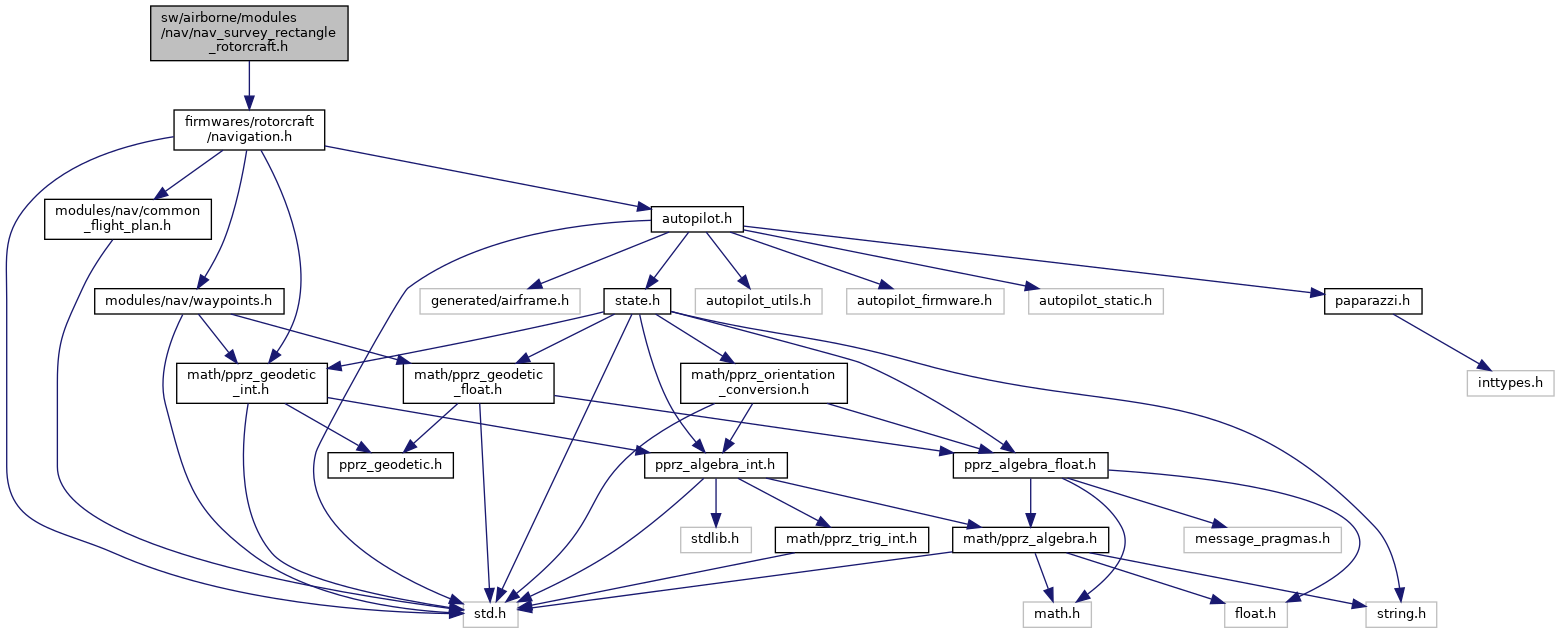 sw/airborne/modules
/nav/nav_survey_rectangle
_rotorcraft.h
firmwares/rotorcraft
/navigation.h
modules/nav/common
_flight_plan.h
autopilot.h
modules/nav/waypoints.h
generated/airframe.h
state.h
autopilot_utils.h
autopilot_firmware.h
autopilot_static.h
paparazzi.h
math/pprz_geodetic
_int.h
math/pprz_geodetic
_float.h
math/pprz_orientation
_conversion.h
inttypes.h
pprz_geodetic.h
pprz_algebra_int.h
pprz_algebra_float.h
stdlib.h
math/pprz_trig_int.h
math/pprz_algebra.h
message_pragmas.h
std.h
math.h
float.h
string.h